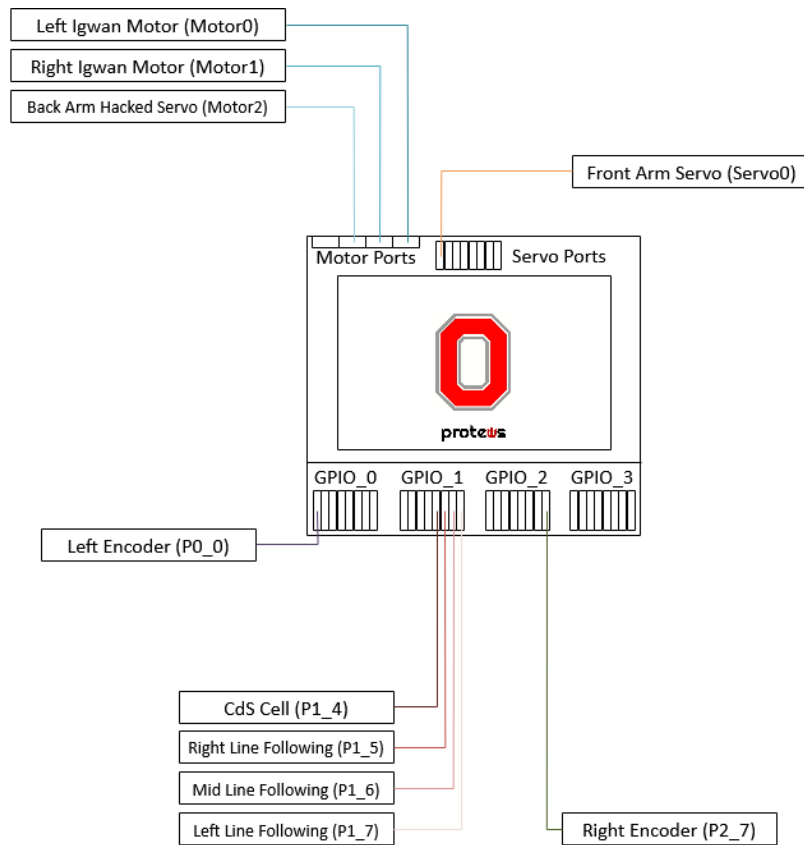 Left Igwan Motor (Motor0)
Right Igwan Motor (Motor1)
Back Arm Hacked Servo (Motor2)
Front Arm Servo (Servo0)
Motor Ports
Servo Ports
proteus
GPIO_0
GPIO_1
GPIO_2
GPIO_3
Left Encoder (P0_0)
CdS Cell (P1_4)
Right Line Following (P1_5)
Mid Line Following (P1_6)
Left Line Following (P1_7)
Right Encoder (P2_7)